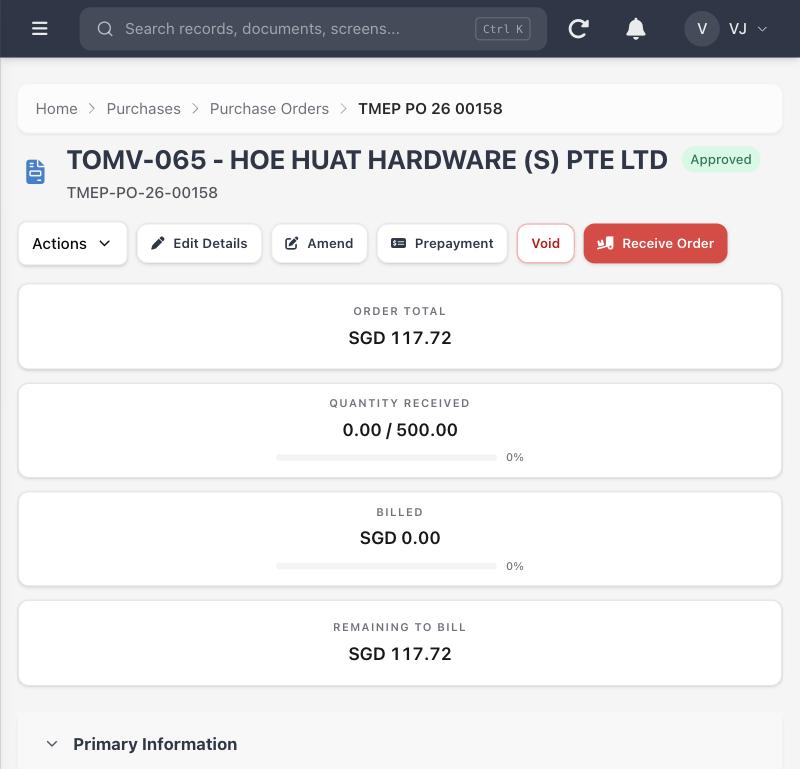 Search records, documents, screens... Ctrl K V VJ
Home > Purchases > Purchase Orders > TMEP PO 26 00158
TOMV-065 - HOE HUAT HARDWARE (S) PTE LTD Approved
TMEP-PO-26-00158
Actions Edit Details Amend Prepayment Void Receive Order
ORDER TOTAL
SGD 117.72
QUANTITY RECEIVED
0.00 / 500.00
0%
BILLED
SGD 0.00
0%
REMAINING TO BILL
SGD 117.72
Primary Information